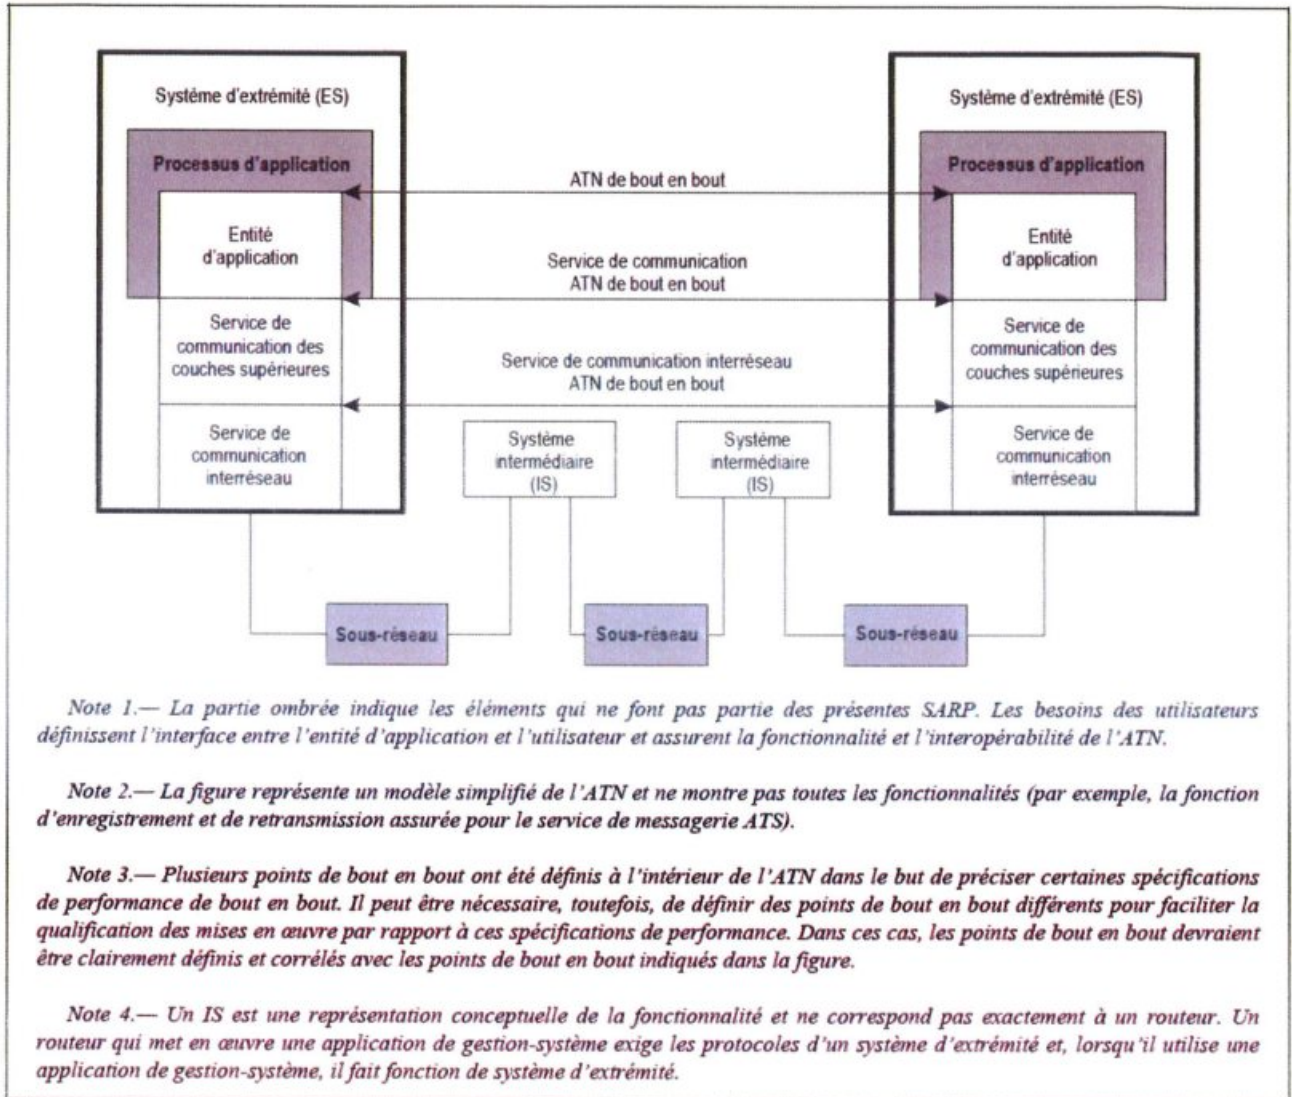 Système d'extrémité (ES)
Processus d'application
Entité
d'application
Service de
communication des
couches supérieures
Service de
communication
interréseau
ATN de bout en bout
Service de communication
ATN de bout en bout
Service de communication interréseau
ATN de bout en bout
Système
intermédiaire
(IS)
Système
intermédiaire
(IS)
Système d'extrémité (ES)
Processus d'application
Entité
d'application
Service de
communication des
couches supérieures
Service de
communication
interréseau
Sous-réseau
Sous-réseau
Sous-réseau
Note 1.— La partie ombrée indique les éléments qui ne font pas partie des présentes SARP. Les besoins des utilisateurs
définissent l'interface entre l'entité d'application et l'utilisateur et assurent la fonctionnalité et l'interopérabilité de l'ATN.
Note 2.— La figure représente un modèle simplifié de l'ATN et ne montre pas toutes les fonctionnalités (par exemple, la fonction
d'enregistrement et de retransmission assurée pour le service de messagerie ATS).
Note 3.— Plusieurs points de bout en bout ont été définis à l'intérieur de l'ATN dans le but de préciser certaines spécifications
de performance de bout en bout. Il peut être nécessaire, toutefois, de définir des points de bout en bout différents pour faciliter la
qualification des mises en œuvre par rapport à ces spécifications de performance. Dans ces cas, les points de bout en bout devraient
être clairement définis et corrélés avec les points de bout en bout indiqués dans la figure.
Note 4.— Un IS est une représentation conceptuelle de la fonctionnalité et ne correspond pas exactement à un routeur. Un
routeur qui met en œuvre une application de gestion-système exige les protocoles d'un système d'extrémité et, lorsqu'il utilise une
application de gestion-système, il fait fonction de système d'extrémité.